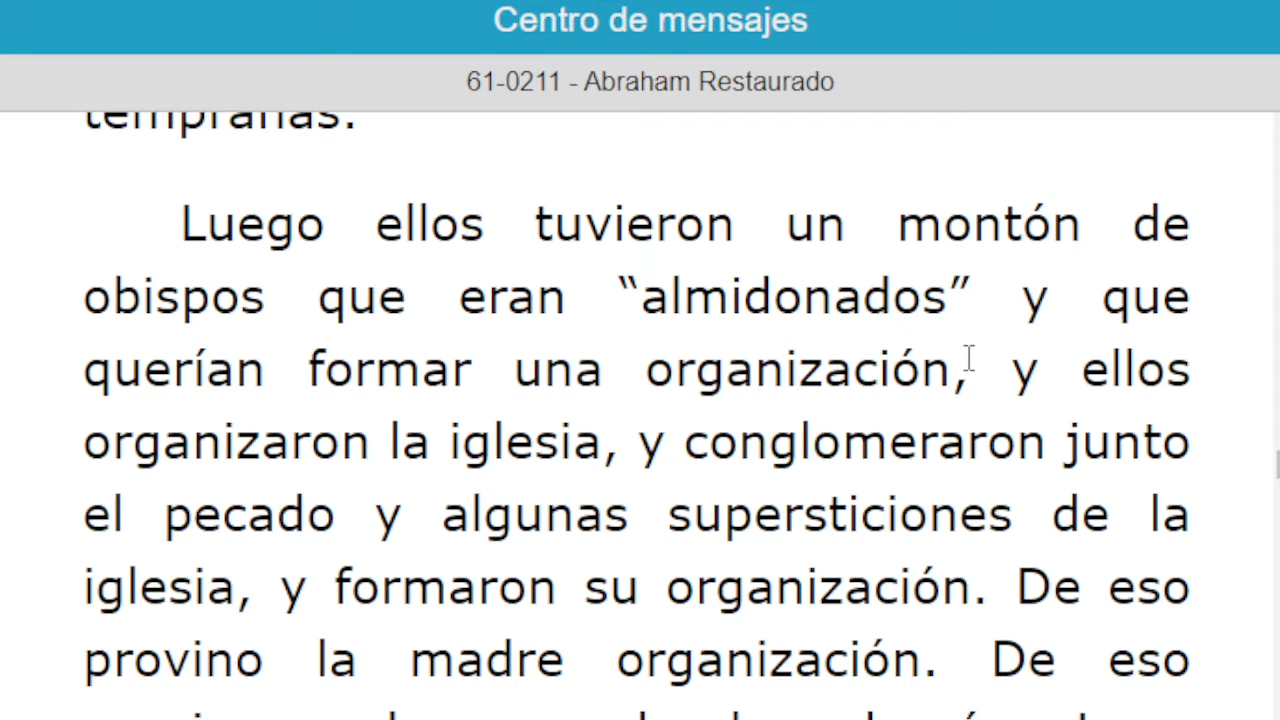 Centro de mensajes
61-0211 - Abraham Restaurado
tempranas.
Luego ellos tuvieron un montón de
obispos que eran “almidonados” y que
querían formar una organización, y ellos
organizaron la iglesia, y conglomeraron junto
el pecado y algunas supersticiones de la
iglesia, y formaron su organización. De eso
provino la madre organización. De eso